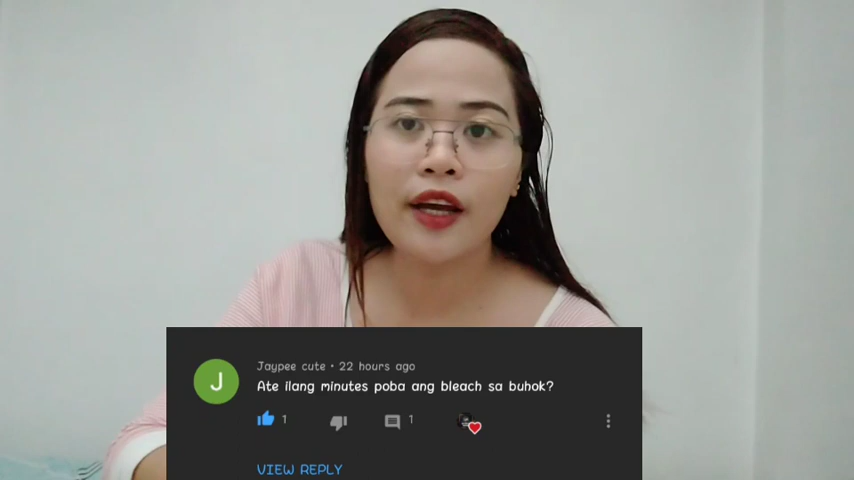 J
Jaypee cute • 22 hours ago
Ate ilang minutes poba ang bleach sa buhok?
1
1
VIEW REPLY